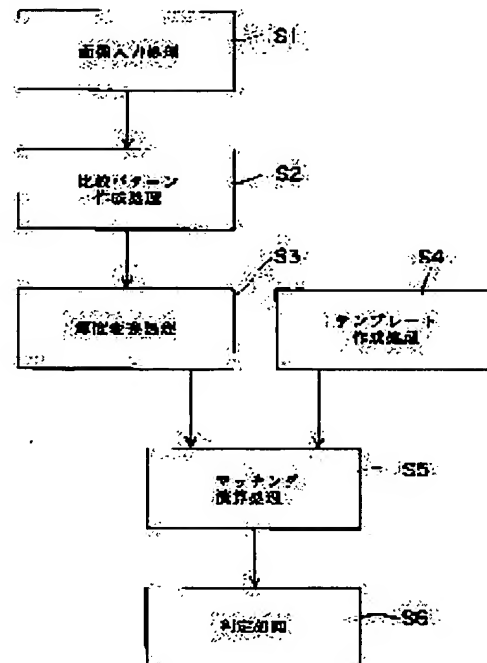 画像入力処理
S1
比較パターン
作成処理
S2
S3
S4
テンプレート
作成処理
マッチング
演算処理
S5
判定処理
S6